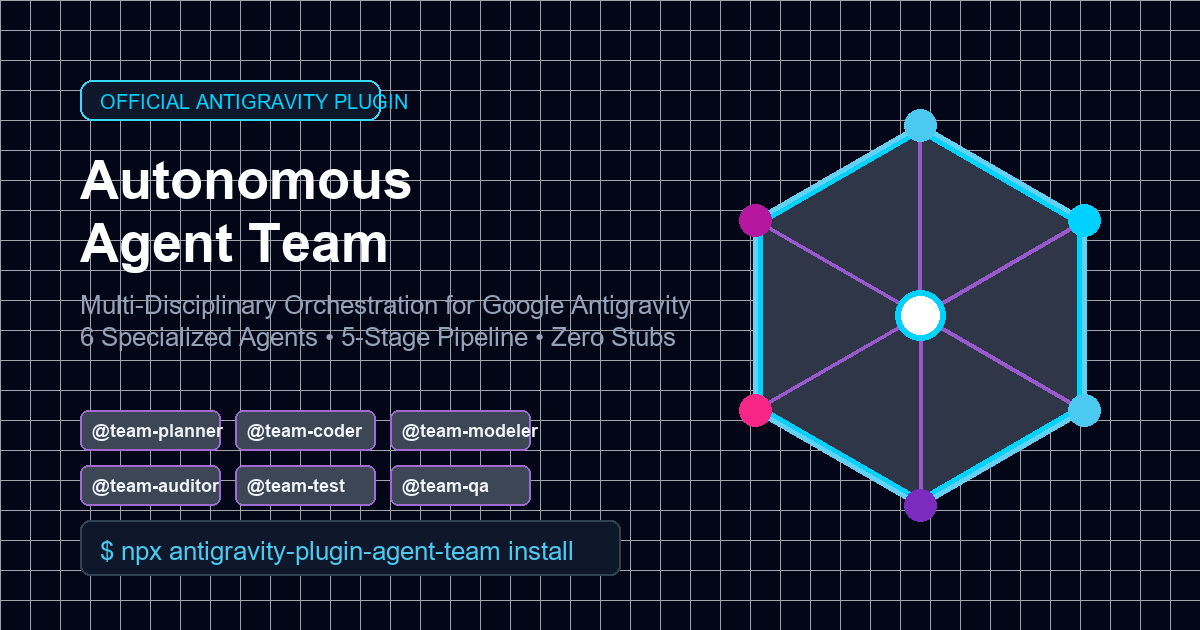 OFFICIAL ANTIGRAVITY PLUGIN
Autonomous
Agent Team
Multi-Disciplinary Orchestration for Google Antigravity
6 Specialized Agents • 5-Stage Pipeline • Zero Stubs
@team-planner @team-coder @team-modeler
@team-auditor @team-test @team-qa
$ npx antigravity-plugin-agent-team install